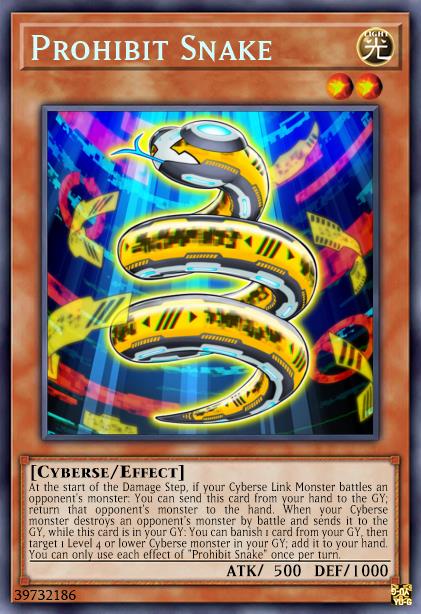 PROHIBIT SNAKE
LIGHT
光
[CYBERSE/EFFECT]
At the start of the Damage Step, if your Cyberse Link Monster battles an
opponent's monster: You can send this card from your hand to the GY;
return that opponent's monster to the hand. When your Cyberse
monster destroys an opponent's monster by battle and sends it to the
GY, while this card is in your GY: You can banish 1 card from your GY, then
target 1 Level 4 or lower Cyberse monster in your GY; add it to your hand.
You can only use each effect of "Prohibit Snake" once per turn.
ATK/ 500 DEF/1000
39732186